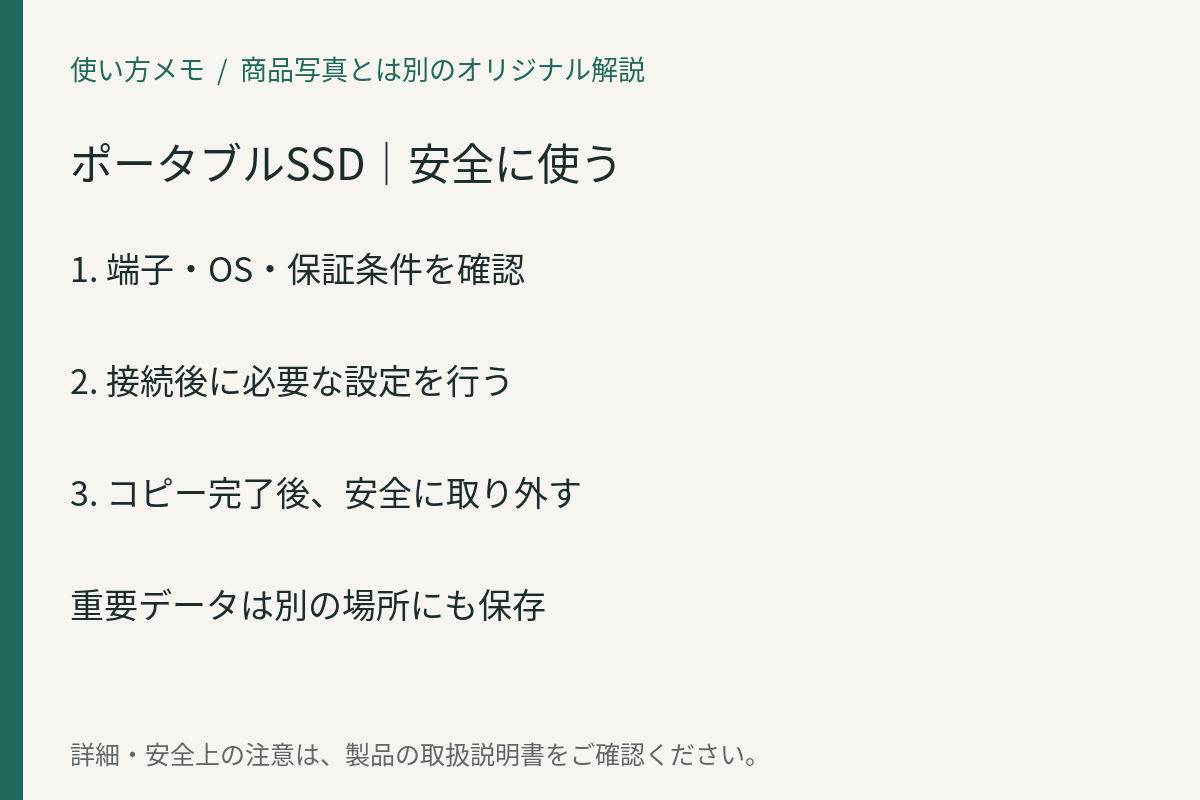 使い方メモ / 商品写真とは別のオリジナル解説
ポータブルSSD｜安全に使う
1. 端子・OS・保証条件を確認
2. 接続後に必要な設定を行う
3. コピー完了後、安全に取り外す
重要データは別の場所にも保存
詳細・安全上の注意は、製品の取扱説明書をご確認ください。